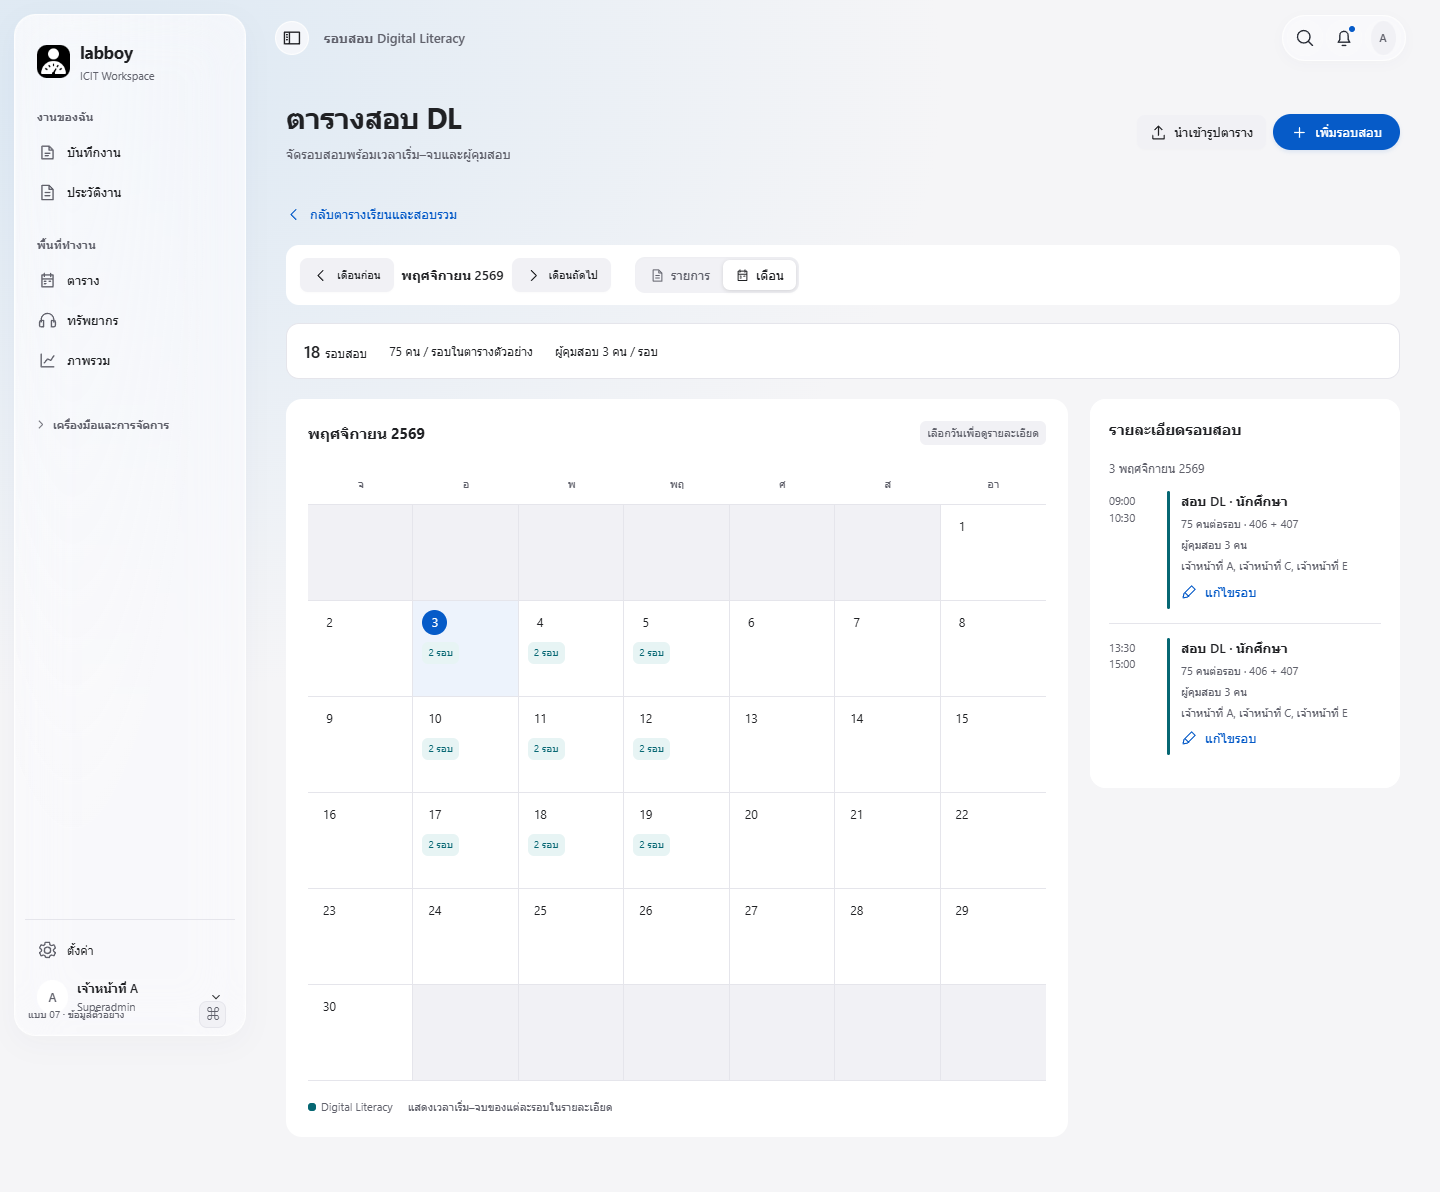 labboy
ICIT Workspace
งานของฉัน
บันทึกงาน
ประวัติงาน
พื้นที่ทำงาน
ตาราง
ทรัพยากร
ภาพรวม
เครื่องมือและการจัดการ
ตั้งค่า
A
เจ้าหน้าที่ A
Superadmin
แบบ 07 · ข้อมูลตัวอย่าง
⌘
รอบสอบ Digital Literacy
A
ตารางสอบ DL
จัดรอบสอบพร้อมเวลาเริ่ม–จบและผู้คุมสอบ
นำเข้ารูปตาราง
เพิ่มรอบสอบ
กลับตารางเรียนและสอบรวม
เดือนก่อน พฤศจิกายน 2569 เดือนถัดไป รายการ เดือน
18 รอบสอบ 75 คน / รอบในตารางตัวอย่าง ผู้คุมสอบ 3 คน / รอบ
พฤศจิกายน 2569 เลือกวันเพื่อดูรายละเอียด
จ อ พ พฤ ศ ส อา
1
2 3 4 5 6 7 8
2 รอบ 2 รอบ 2 รอบ
9 10 11 12 13 14 15
2 รอบ 2 รอบ 2 รอบ
16 17 18 19 20 21 22
2 รอบ 2 รอบ 2 รอบ
23 24 25 26 27 28 29
30
Digital Literacy แสดงเวลาเริ่ม–จบของแต่ละรอบในรายละเอียด
รายละเอียดรอบสอบ
3 พฤศจิกายน 2569
09:00
10:30
สอบ DL · นักศึกษา
75 คนต่อรอบ · 406 + 407
ผู้คุมสอบ 3 คน
เจ้าหน้าที่ A, เจ้าหน้าที่ C, เจ้าหน้าที่ E
แก้ไขรอบ
13:30
15:00
สอบ DL · นักศึกษา
75 คนต่อรอบ · 406 + 407
ผู้คุมสอบ 3 คน
เจ้าหน้าที่ A, เจ้าหน้าที่ C, เจ้าหน้าที่ E
แก้ไขรอบ